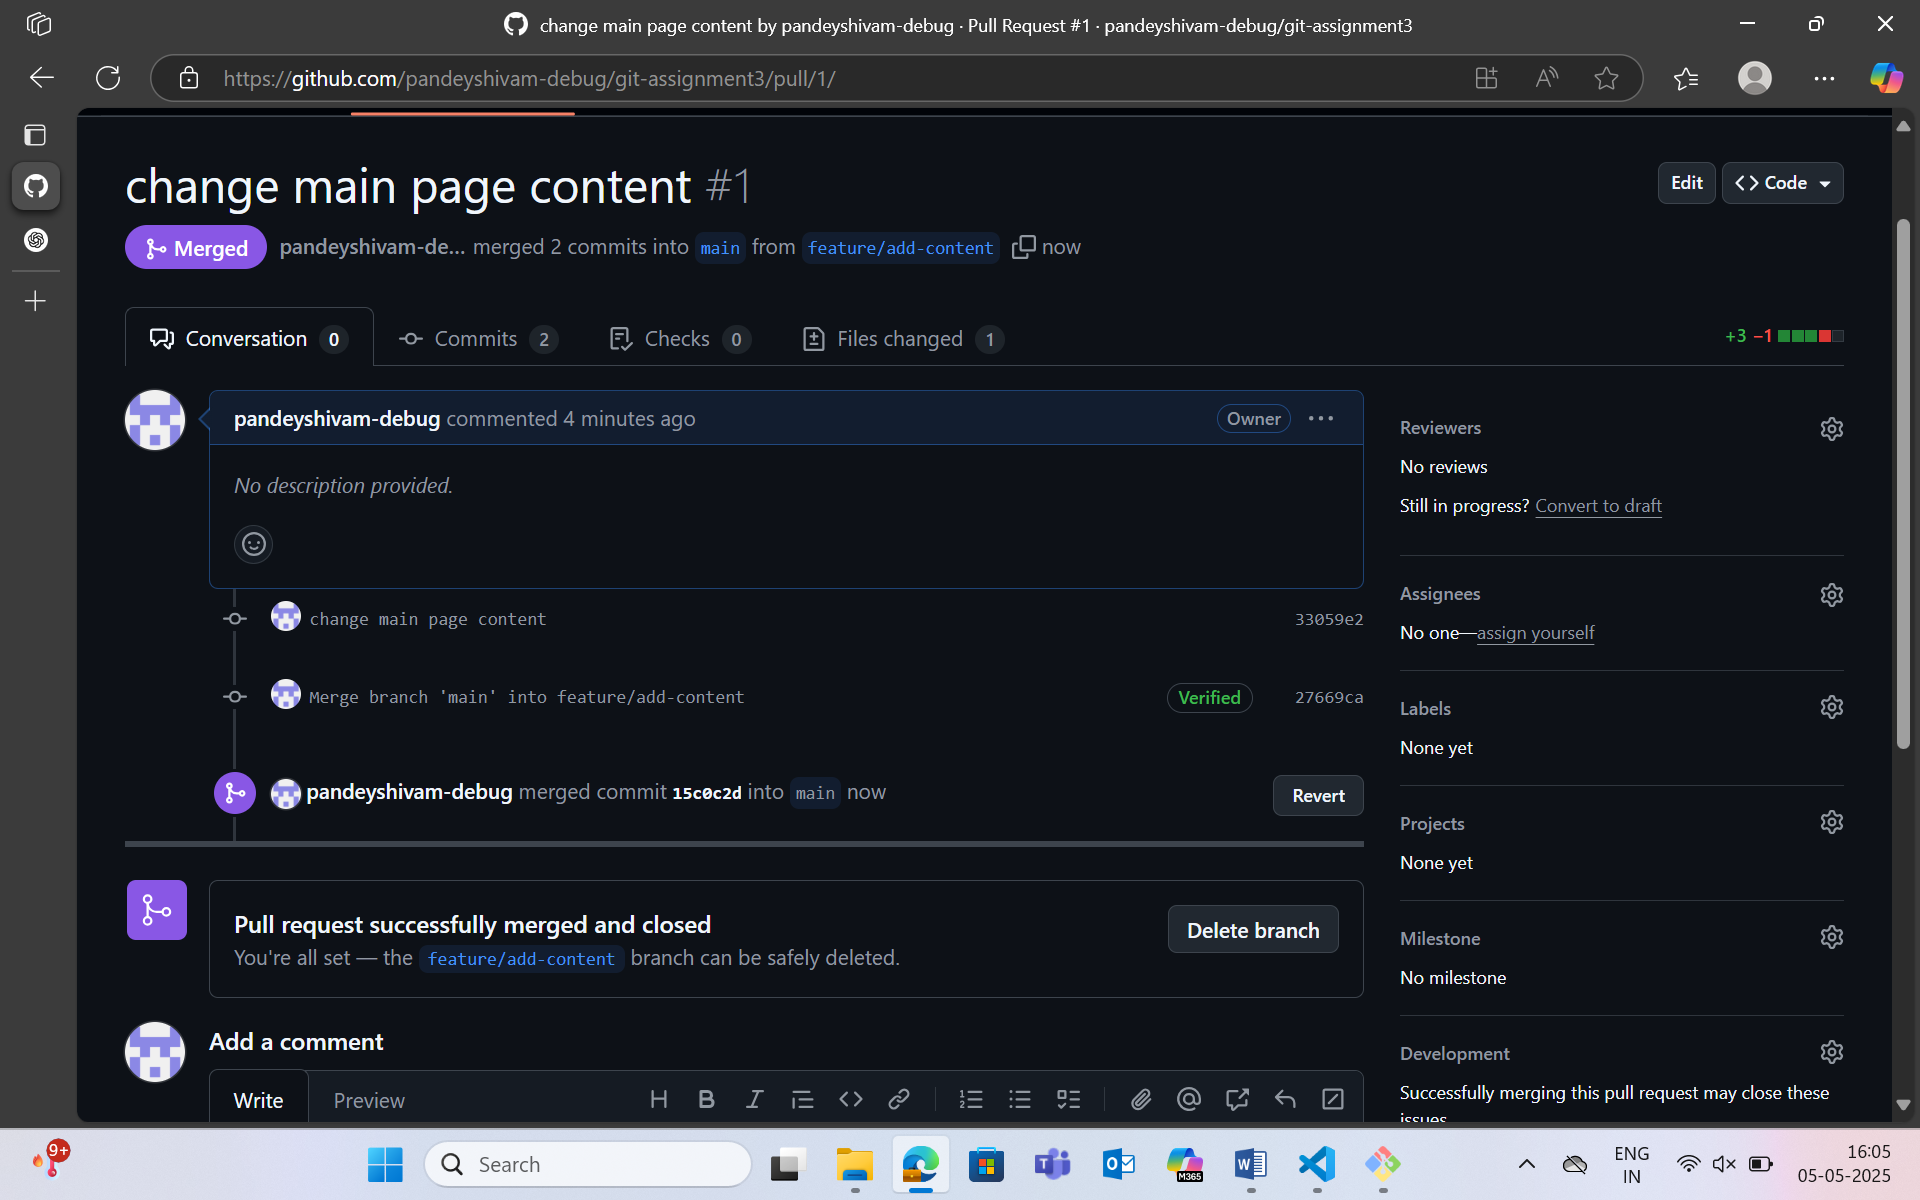 change main page content by pandeyshivam-debug · Pull Request #1 · pandeyshivam-debug/git-assignment3
https://github.com/pandeyshivam-debug/git-assignment3/pull/1/
change main page content #1
Edit
Code
Merged
pandeyshivam-de... merged 2 commits into main from feature/add-content now
Conversation 0
Commits 2
Checks 0
Files changed 1
+3 −1
pandeyshivam-debug commented 4 minutes ago
Owner
No description provided.
change main page content
33059e2
Merge branch 'main' into feature/add-content
Verified
27669ca
pandeyshivam-debug merged commit 15c0c2d into main now
Revert
Pull request successfully merged and closed
You're all set — the feature/add-content branch can be safely deleted.
Delete branch
Add a comment
Write
Preview
Reviewers
No reviews
Still in progress? Convert to draft
Assignees
No one—assign yourself
Labels
None yet
Projects
None yet
Milestone
No milestone
Development
Successfully merging this pull request may close these
issues.
9+
Search
M365
ENG
IN
16:05
05-05-2025